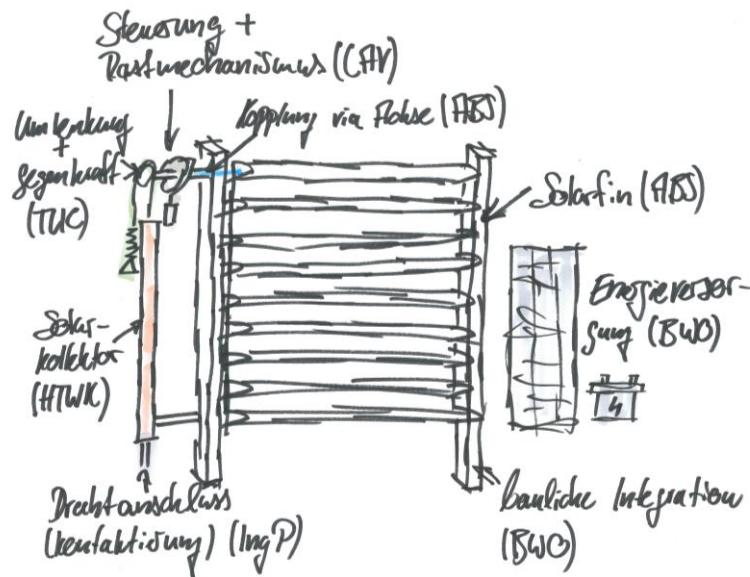 Steuerung +
Rastmechanismus (CAV)
Umlenkung
+
Gegenkraft
(TUC)
Kopplung via Achse (ABS)
Solarfin (ABS)
Energieversor-
gung (BWO)
Solar-
kollektor
(HTWK)
Drahtanschluss
(Kontaktierung) (IngP)
bauliche Integration
(BWO)